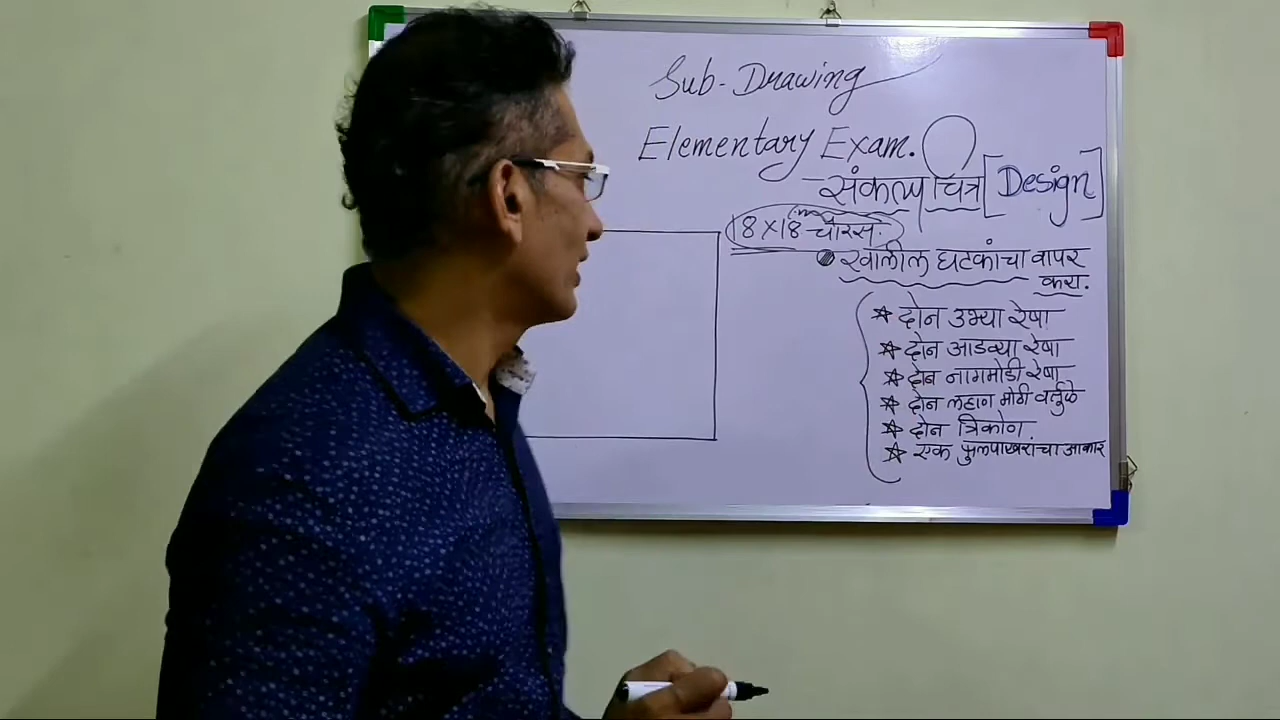 Sub-Drawing
Elementary Exam.
संकल्प चित्र [Design]
18×18 चौरस.
खालील घटकांचा वापर
करा.
दोन उभ्या रेषा
दोन आडव्या रेषा
दोन नागमोडी रेषा
दोन लहान मोठी वर्तुळे
दोन त्रिकोण.
एक फुलपाखरांचा आकार